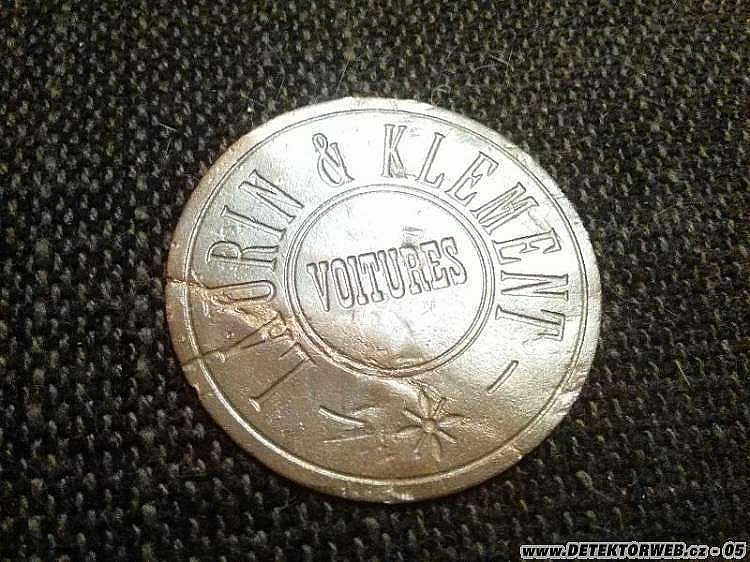 LAURIN & KLEMENT
VOITURES
www.DETEKTORWEB.cz - 05